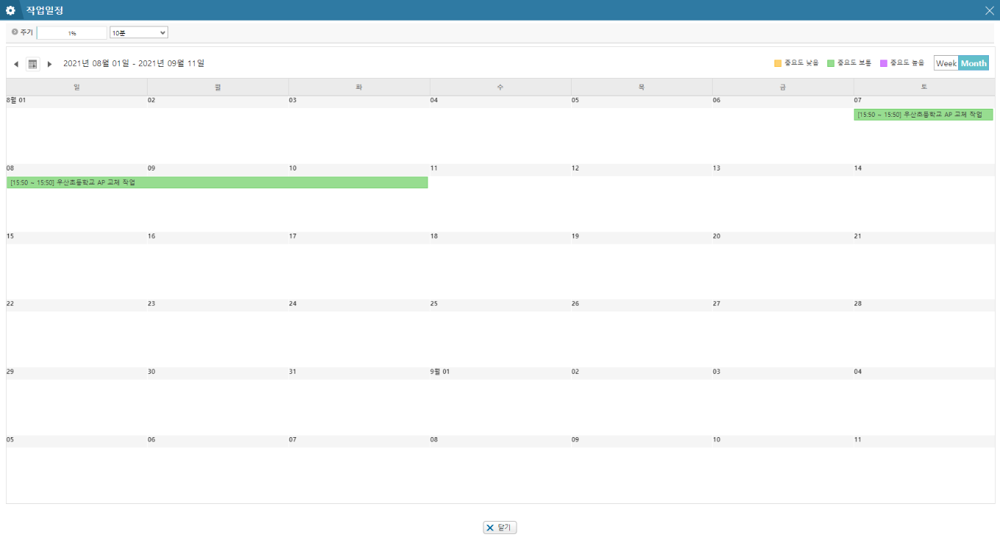 작업일정
주기 1% 10분
2021년 08월 01일 - 2021년 09월 11일 중요도 낮음 중요도 보통 중요도 높음 Week Month
일 월 화 수 목 금 토
8월 01 02 03 04 05 06 07
[15:50 ~ 15:50] 우산초등학교 AP 교체 작업
08 09 10 11 12 13 14
[15:50 ~ 15:50] 우산초등학교 AP 교체 작업
15 16 17 18 19 20 21
22 23 24 25 26 27 28
29 30 31 9월 01 02 03 04
05 06 07 08 09 10 11
닫기